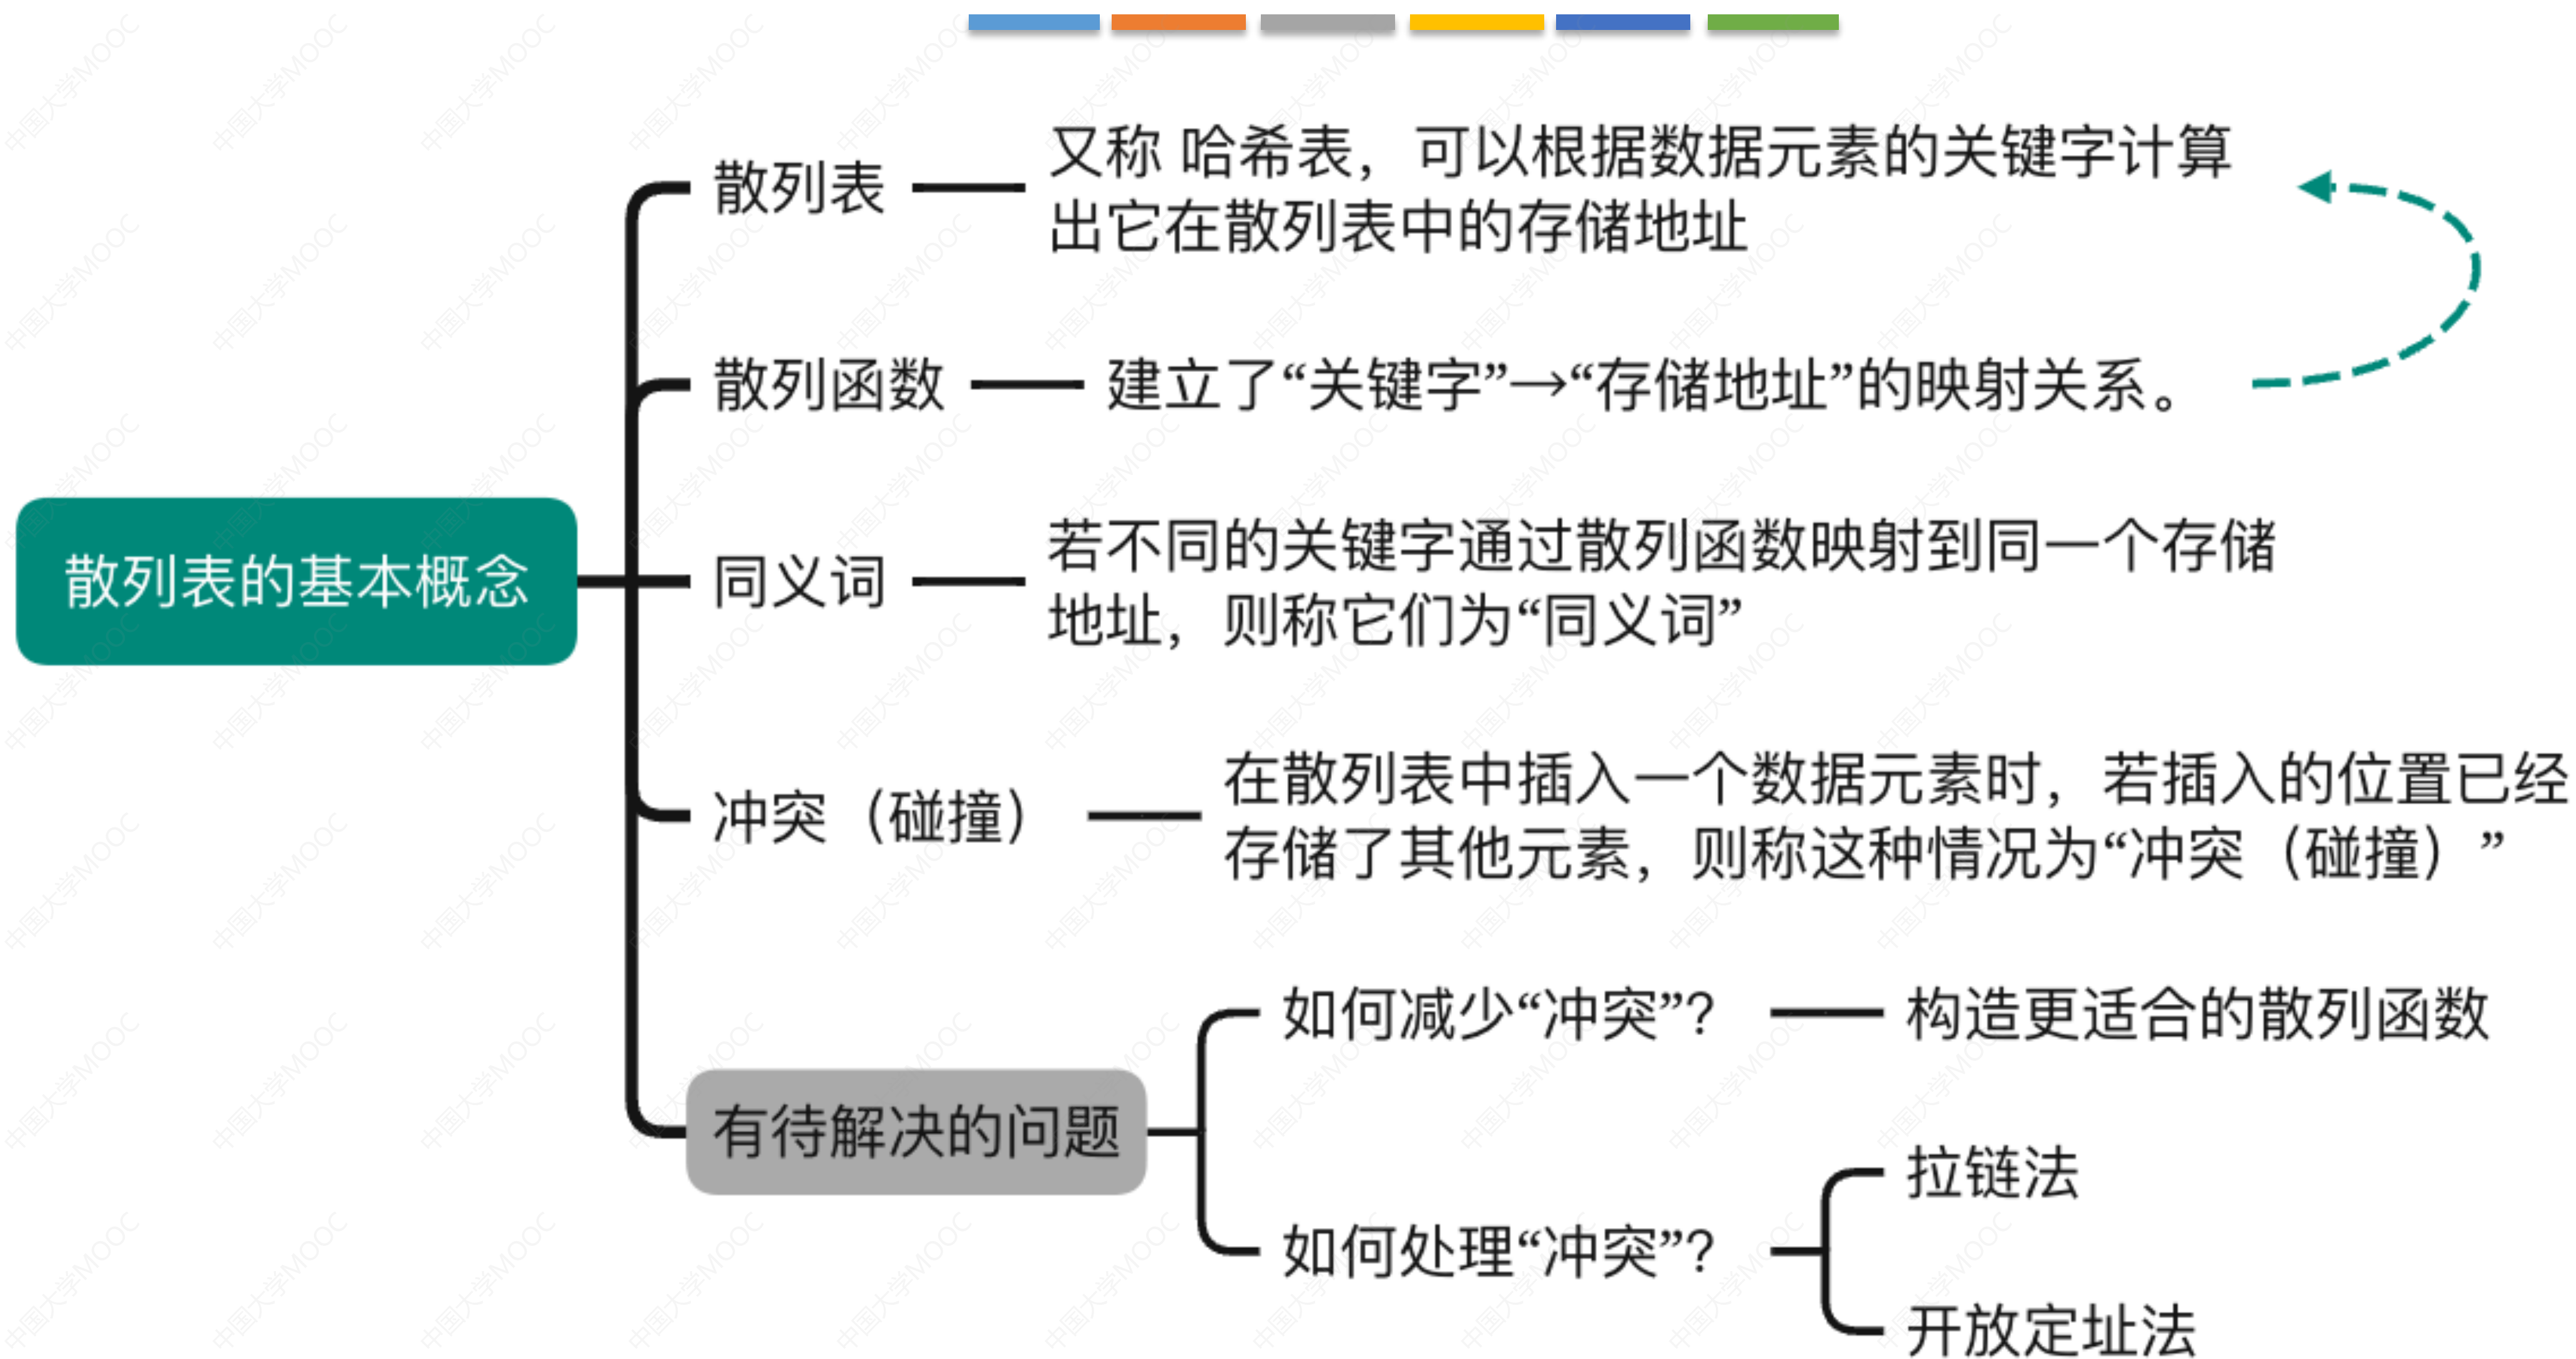 散列表
又称 哈希表，可以根据数据元素的关键字计算
出它在散列表中的存储地址
散列函数
建立了“关键字”→“存储地址”的映射关系。
散列表的基本概念
同义词
若不同的关键字通过散列函数映射到同一个存储
地址，则称它们为“同义词”
冲突（碰撞）
在散列表中插入一个数据元素时，若插入的位置已经
存储了其他元素，则称这种情况为“冲突（碰撞）”
有待解决的问题
如何减少“冲突”？
构造更适合的散列函数
如何处理“冲突”？
拉链法
开放定址法
中国大学MOOC